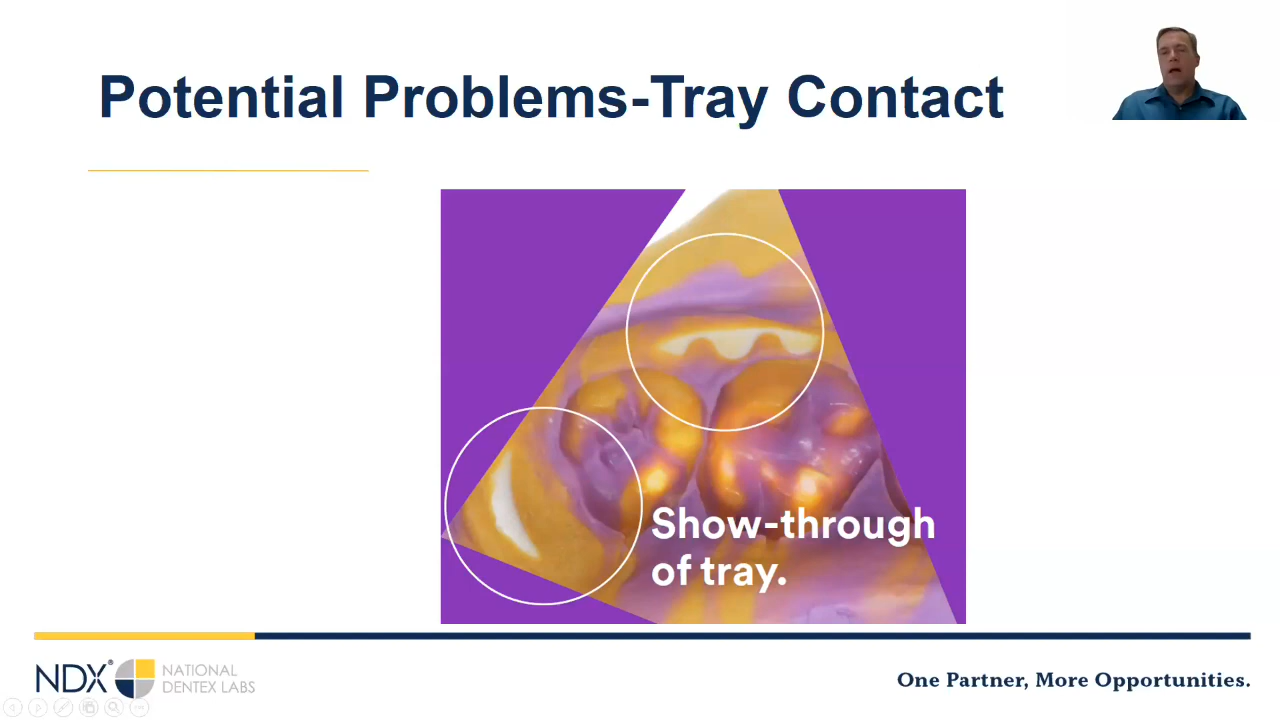 Potential Problems-Tray Contact
Show-through
of tray.
NDX® NATIONAL
DENTEX LABS
One Partner, More Opportunities.